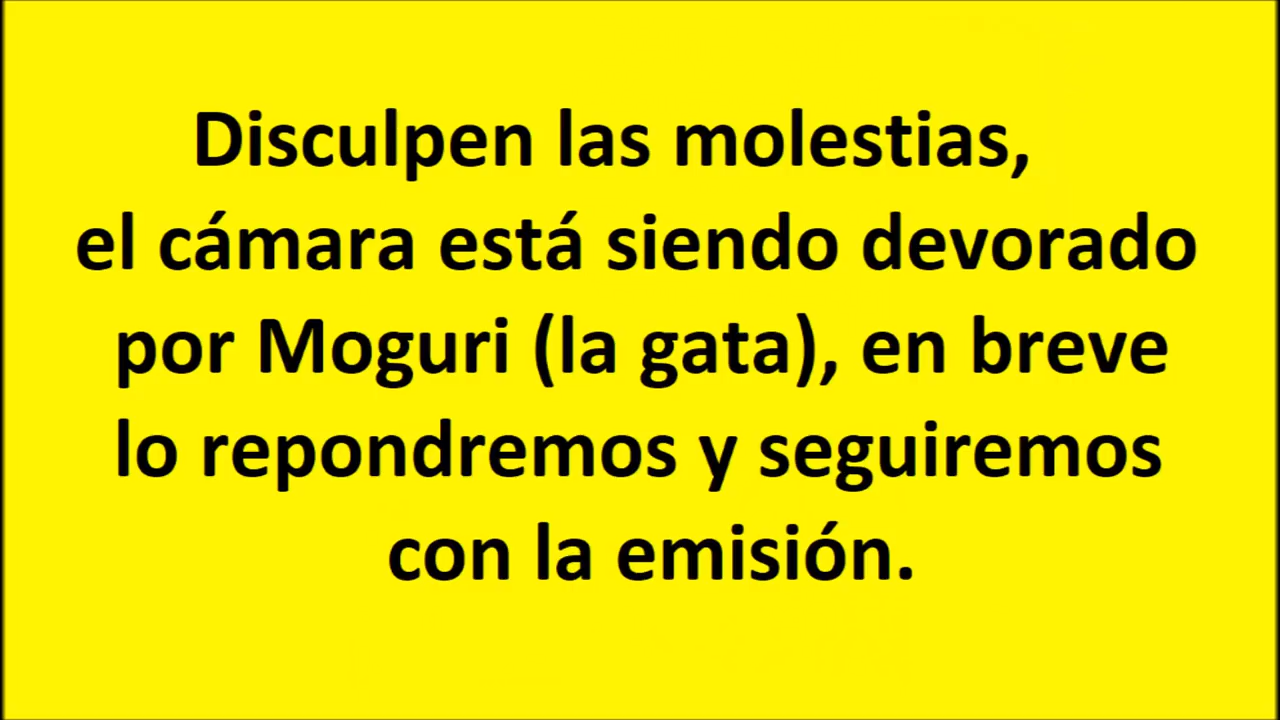 Disculpen las molestias,
el cámara está siendo devorado
por Moguri (la gata), en breve
lo repondremos y seguiremos
con la emisión.